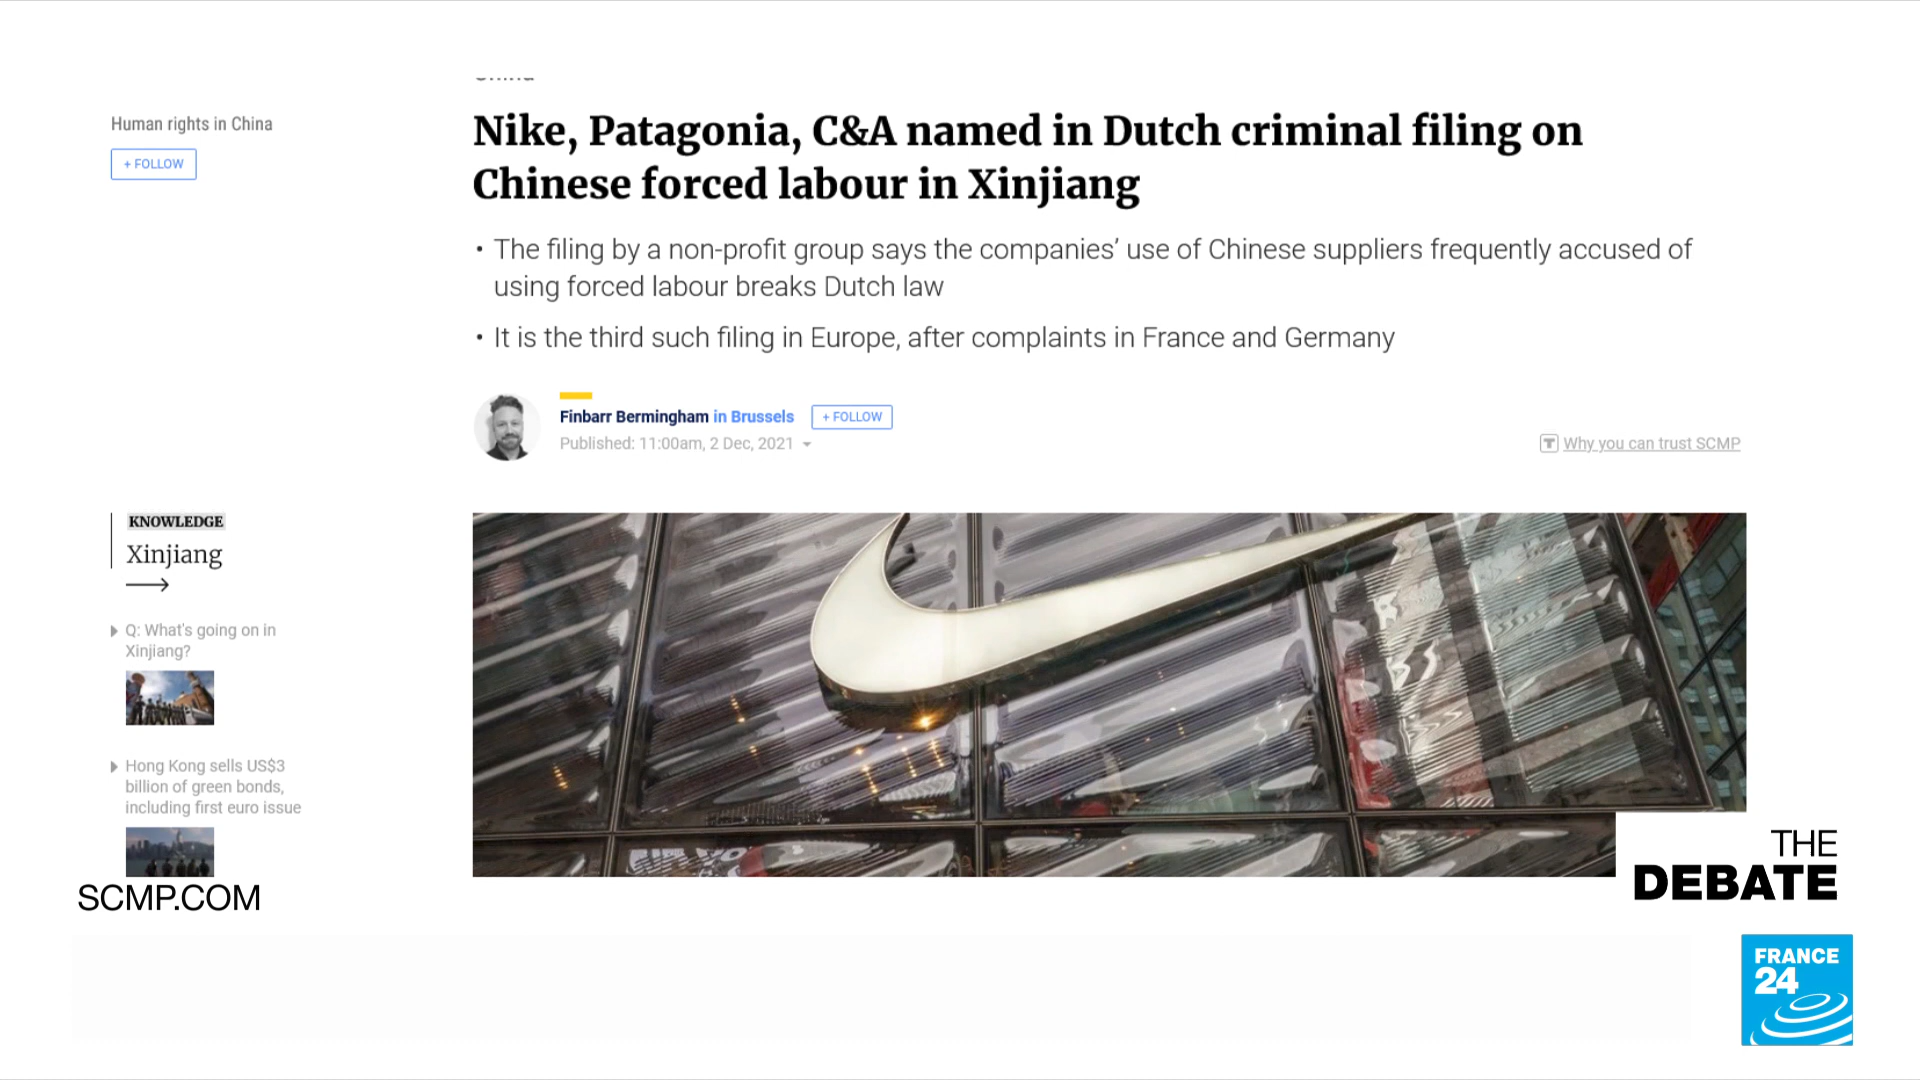 Human rights in China
+ FOLLOW
Nike, Patagonia, C&A named in Dutch criminal filing on
Chinese forced labour in Xinjiang
• The filing by a non-profit group says the companies’ use of Chinese suppliers frequently accused of
using forced labour breaks Dutch law
• It is the third such filing in Europe, after complaints in France and Germany
Finbarr Bermingham in Brussels
+ FOLLOW
Published: 11:00am, 2 Dec, 2021
Why you can trust SCMP
KNOWLEDGE
Xinjiang
Q: What's going on in
Xinjiang?
Hong Kong sells US$3
billion of green bonds,
including first euro issue
SCMP.COM
THE
DEBATE
FRANCE
24